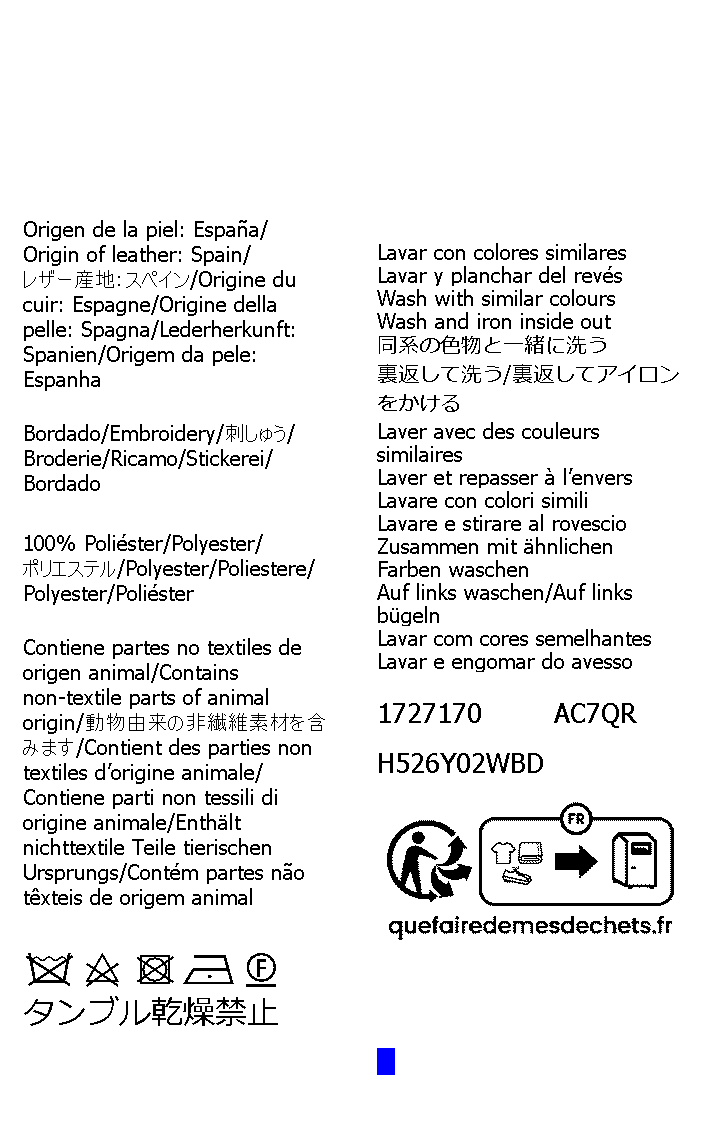 Origen de la piel: España/
Origin of leather: Spain/
レザー産地：スペイン/Origine du
cuir: Espagne/Origine della
pelle: Spagna/Lederherkunft:
Spanien/Origem da pele:
Espanha
Bordado/Embroidery/刺しゅう/
Broderie/Ricamo/Stickerei/
Bordado
100% Poliéster/Polyester/
ポリエステル/Polyester/Poliestere/
Polyester/Poliéster
Contiene partes no textiles de
origen animal/Contains
non-textile parts of animal
origin/動物由来の非繊維素材を含
みます/Contient des parties non
textiles d’origine animale/
Contiene parti non tessili di
origine animale/Enthält
nichttextile Teile tierischen
Ursprungs/Contém partes não
têxteis de origem animal
F
タンブル乾燥禁止
Lavar con colores similares
Lavar y planchar del revés
Wash with similar colours
Wash and iron inside out
同系の色物と一緒に洗う
裏返して洗う/裏返してアイロン
をかける
Laver avec des couleurs
similaires
Laver et repasser à l’envers
Lavare con colori simili
Lavare e stirare al rovescio
Zusammen mit ähnlichen
Farben waschen
Auf links waschen/Auf links
bügeln
Lavar com cores semelhantes
Lavar e engomar do avesso
1727170 AC7QR
H526Y02WBD
FR
quefairedemesdechets.fr